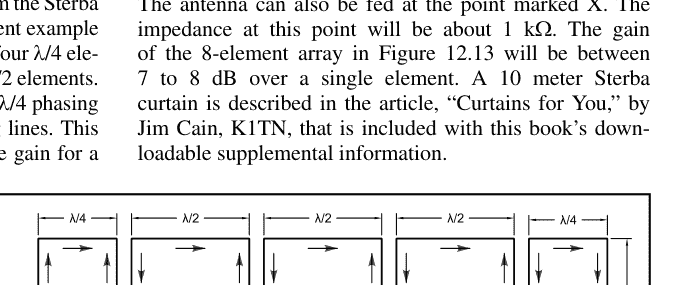 the Sterba
ent example
four λ/4 ele-
/2 elements.
λ/4 phasing
lines. This
e gain for a
The antenna can also be fed at the point marked X. The
impedance at this point will be about 1 kΩ. The gain
of the 8-element array in Figure 12.13 will be between
7 to 8 dB over a single element. A 10 meter Sterba
curtain is described in the article, “Curtains for You,” by
Jim Cain, K1TN, that is included with this book’s down-
loadable supplemental information.
λ/4 λ/2 λ/2 λ/2 λ/4